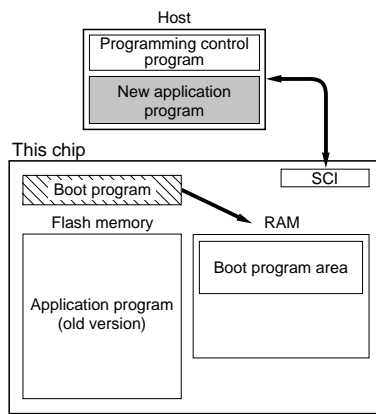 Host
Programming control
program
New application
program
This chip
SCI
Boot program
Flash memory
RAM
Boot program area
Application program
(old version)